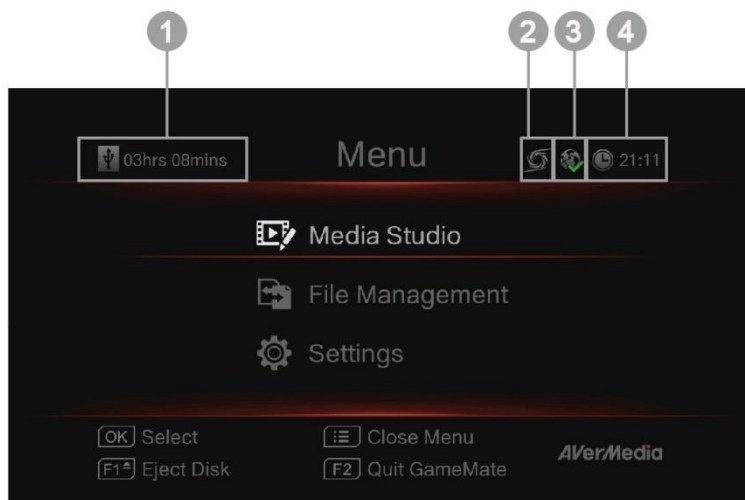 1 2 3 4
03hrs 08mins Menu 21:11
Media Studio
File Management
Settings
OK Select Close Menu
F1 Eject Disk F2 Quit GameMate
AVerMedia